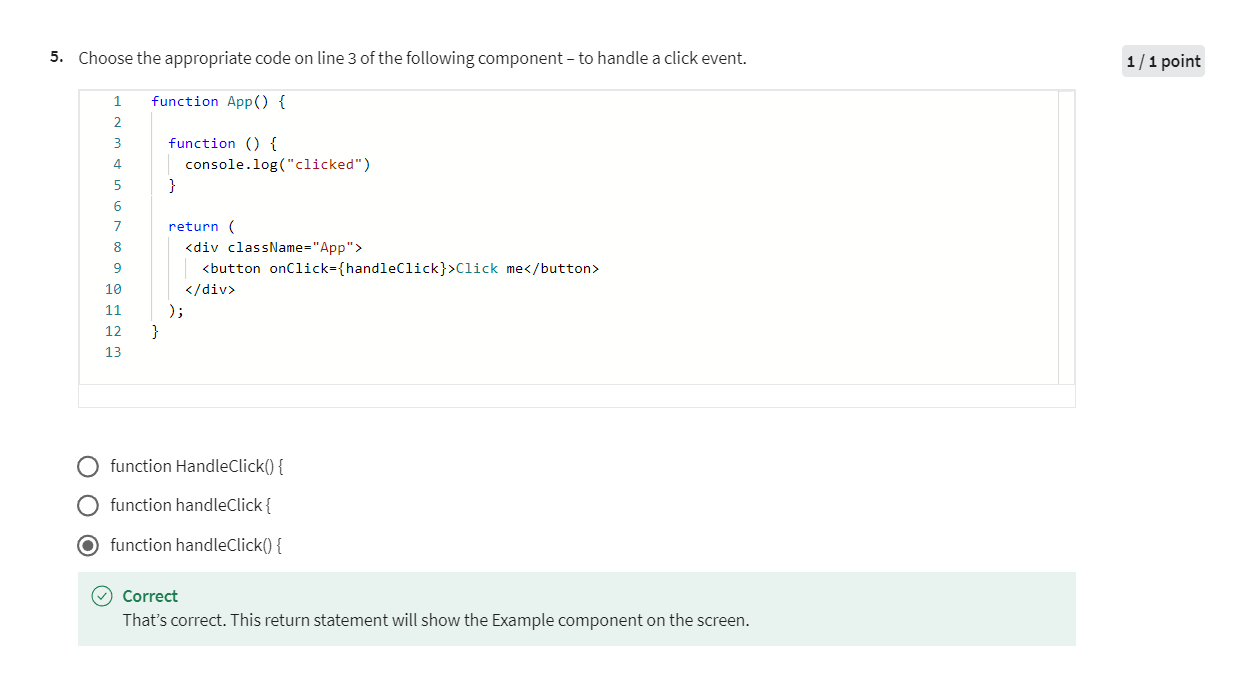 5. Choose the appropriate code on line 3 of the following component – to handle a click event.
1 / 1 point
1 function App() {
2
3 function () {
4 console.log("clicked")
5 }
6
7 return (
8 <div className="App">
9 <button onClick={handleClick}>Click me</button>
10 </div>
11 );
12 }
13
function HandleClick() {
function handleClick {
function handleClick() {
Correct
That’s correct. This return statement will show the Example component on the screen.